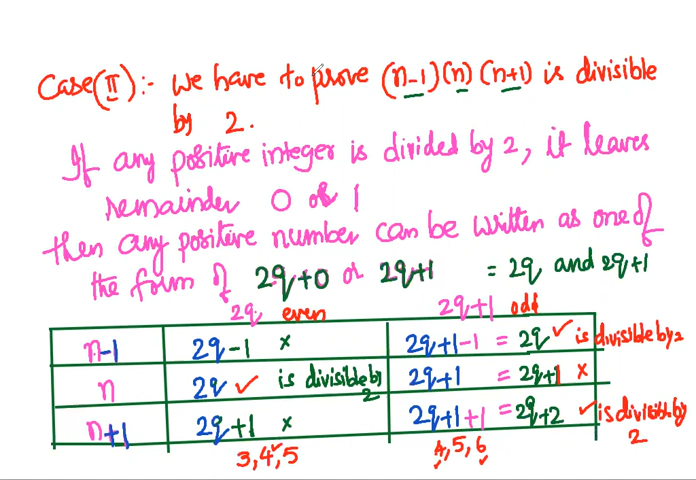 Case(II):- we have to prove (n-1)(n)(n+1) is divisible
by 2.
If any positive integer is divided by 2, it leaves
remainder 0 or 1
then any positive number can be written as one of
the form of 2q+0 or 2q+1 = 2q and 2q+1
2q even 2q+1 odd
n-1 2q-1 × 2q+1-1 = 2q ✓ is divisible by 2
n 2q ✓ is divisible by 2 2q+1 = 2q+1 ×
n+1 2q+1 × 2q+1+1 = 2q+2 ✓ is divisible by 2
3,4,5 4,5,6